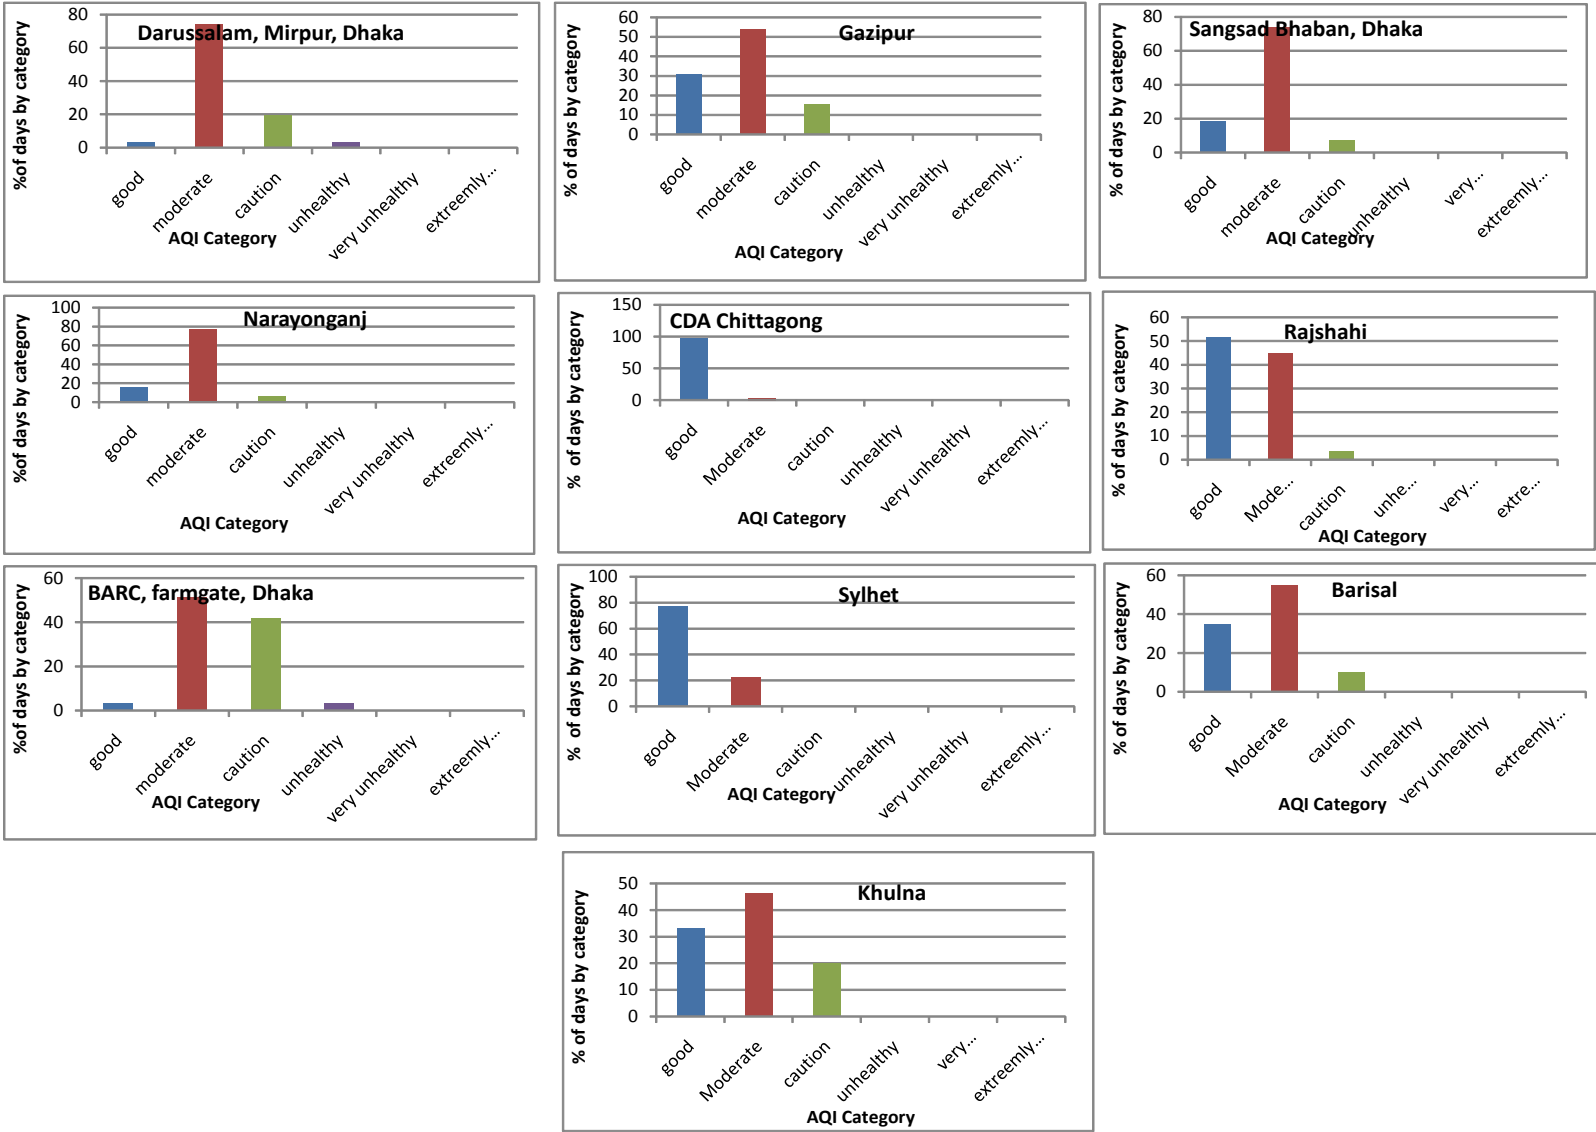 Darussalam, Mirpur, Dhaka
%of days by category
80
60
40
20
0
good
moderate
caution
unhealthy
very unhealthy
extreemly...
AQI Category
Gazipur
% of days by category
60
50
40
30
20
10
0
good
moderate
caution
unhealthy
very unhealthy
extreemly...
AQI Category
Sangsad Bhaban, Dhaka
% of days by category
80
60
40
20
0
good
moderate
caution
unhealthy
very...
extreemly...
AQI Category
Narayonganj
%of days by category
100
80
60
40
20
0
good
moderate
caution
unhealthy
very unhealthy
extreemly...
AQI Category
CDA Chittagong
% of days by category
150
100
50
0
good
Moderate
caution
unhealthy
very unhealthy
extreemly...
AQI Category
Rajshahi
% of days by category
60
50
40
30
20
10
0
good
Mode...
caution
unhe...
very...
extre...
AQI Category
BARC, farmgate, Dhaka
%of days by category
60
40
20
0
good
moderate
caution
unhealthy
very unhealthy
extreemly...
AQI Category
Sylhet
% of days by category
100
80
60
40
20
0
good
Moderate
caution
unhealthy
very unhealthy
extreemly...
AQI Category
Barisal
% of days by category
60
40
20
0
good
Moderate
caution
unhealthy
very unhealthy
extreemly...
AQI Category
Khulna
% of days by category
50
40
30
20
10
0
good
Moderate
caution
unhealthy
very...
extreemly...
AQI Category